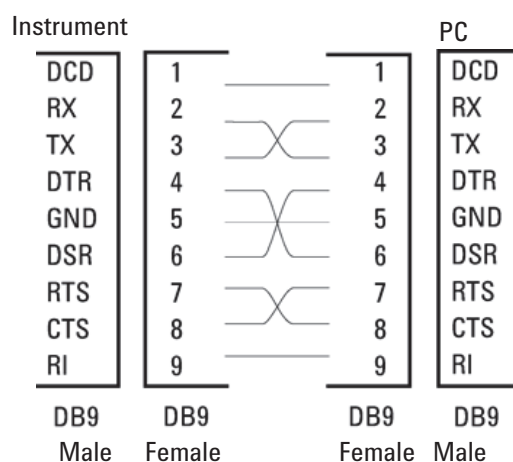 Instrument PC
DCD 1 1 DCD
RX 2 2 RX
TX 3 3 TX
DTR 4 4 DTR
GND 5 5 GND
DSR 6 6 DSR
RTS 7 7 RTS
CTS 8 8 CTS
RI 9 9 RI
DB9 DB9 DB9 DB9
Male Female Female Male